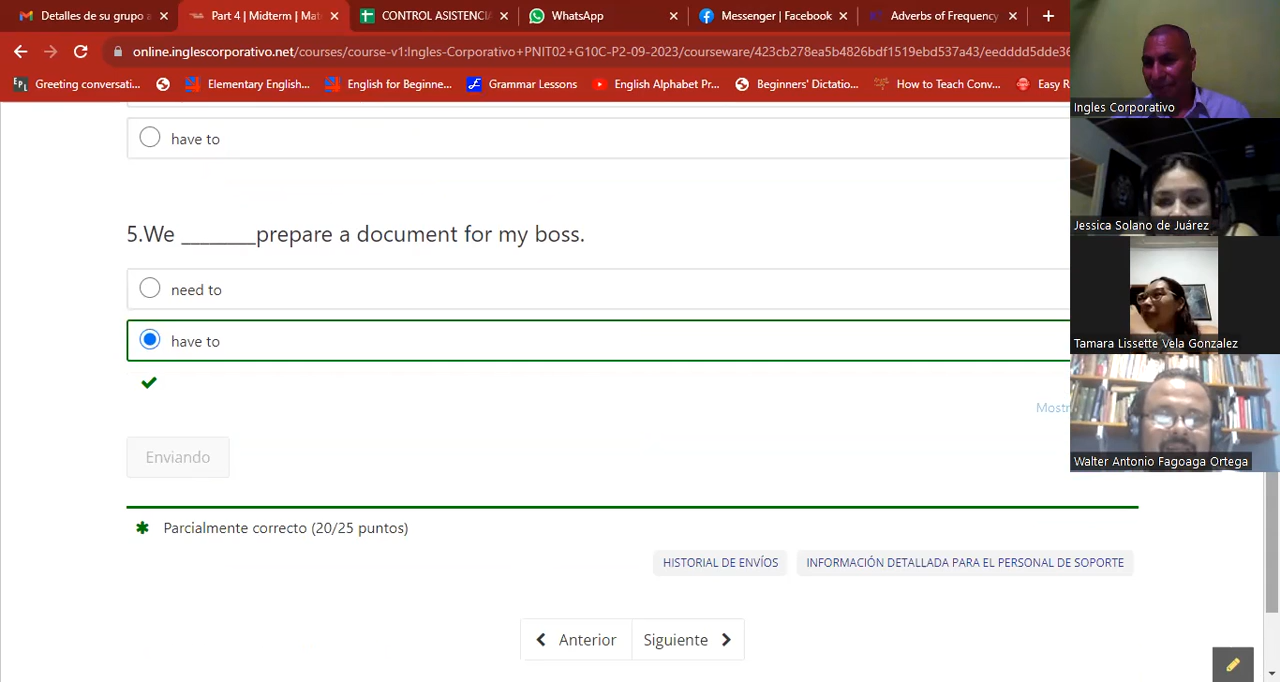 Detalles de su grupo a
Part 4 | Midterm | Mat
CONTROL ASISTENCIA
WhatsApp
Messenger | Facebook
Adverbs of Frequency
online.inglescorporativo.net/courses/course-v1:Ingles-Corporativo+PNIT02+G10C-P2-09-2023/courseware/423cb278ea5b4826bdf1519ebd537a43/eedddd5dde36
Greeting conversati...
Elementary English...
English for Beginne...
Grammar Lessons
English Alphabet Pr...
Beginners' Dictatio...
How to Teach Conv...
Easy R
Ingles Corporativo
have to
Jessica Solano de Juárez
5.We ________prepare a document for my boss.
need to
have to
Tamara Lissette Vela Gonzalez
Mostr
Enviando
Walter Antonio Fagoaga Ortega
Parcialmente correcto (20/25 puntos)
HISTORIAL DE ENVÍOS
INFORMACIÓN DETALLADA PARA EL PERSONAL DE SOPORTE
Anterior
Siguiente